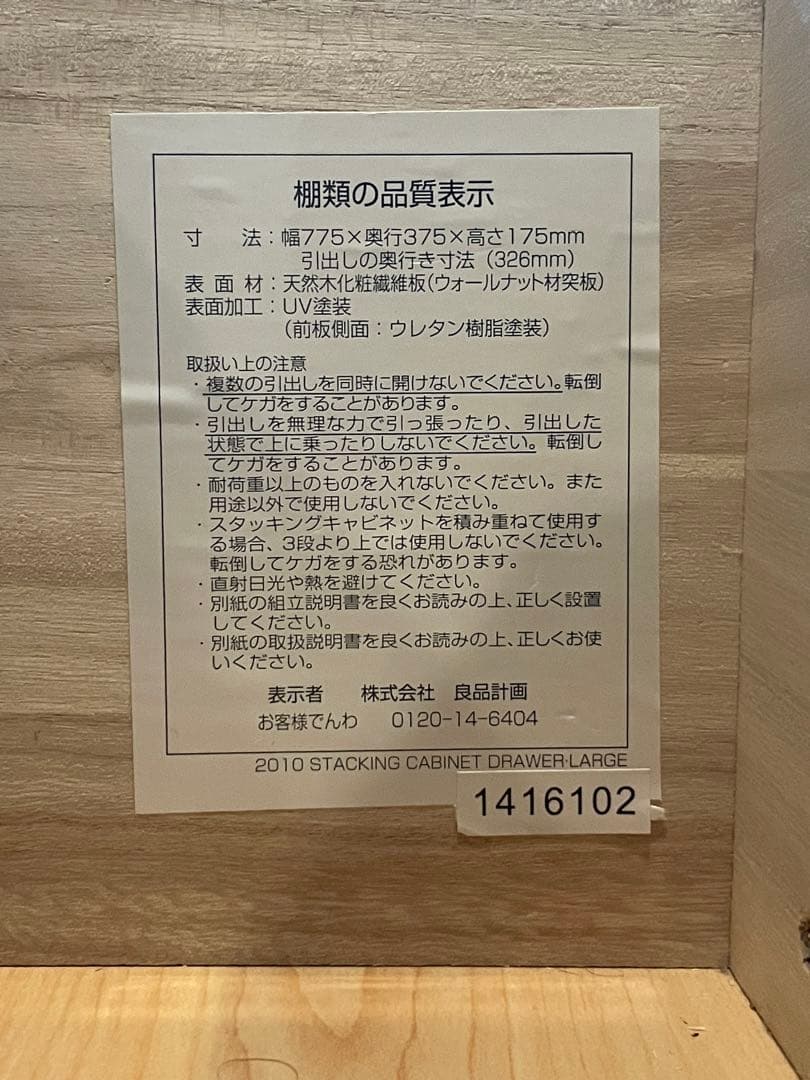 棚類の品質表示
寸　法：幅775×奥行375×高さ175mm
引出しの奥行き寸法（326mm）
表面材：天然木化粧繊維板（ウォールナット材突板）
表面加工：UV塗装
（前板側面：ウレタン樹脂塗装）
取扱い上の注意
・複数の引出しを同時に開けないでください。転倒
してケガをすることがあります。
・引出しを無理な力で引っ張ったり、引出した
状態で上に乗ったりしないでください。転倒し
てケガをすることがあります。
・耐荷重以上のものを入れないでください。また
用途以外で使用しないでください。
・スタッキングキャビネットを積み重ねて使用す
る場合、3段より上では使用しないでください。
転倒してケガをする恐れがあります。
・直射日光や熱を避けてください。
・別紙の組立説明書を良くお読みの上、正しく設置
してください。
・別紙の取扱説明書を良くお読みの上、正しくお使
いください。
表示者　株式会社　良品計画
お客様でんわ　0120-14-6404
2010 STACKING CABINET DRAWER·LARGE
1416102